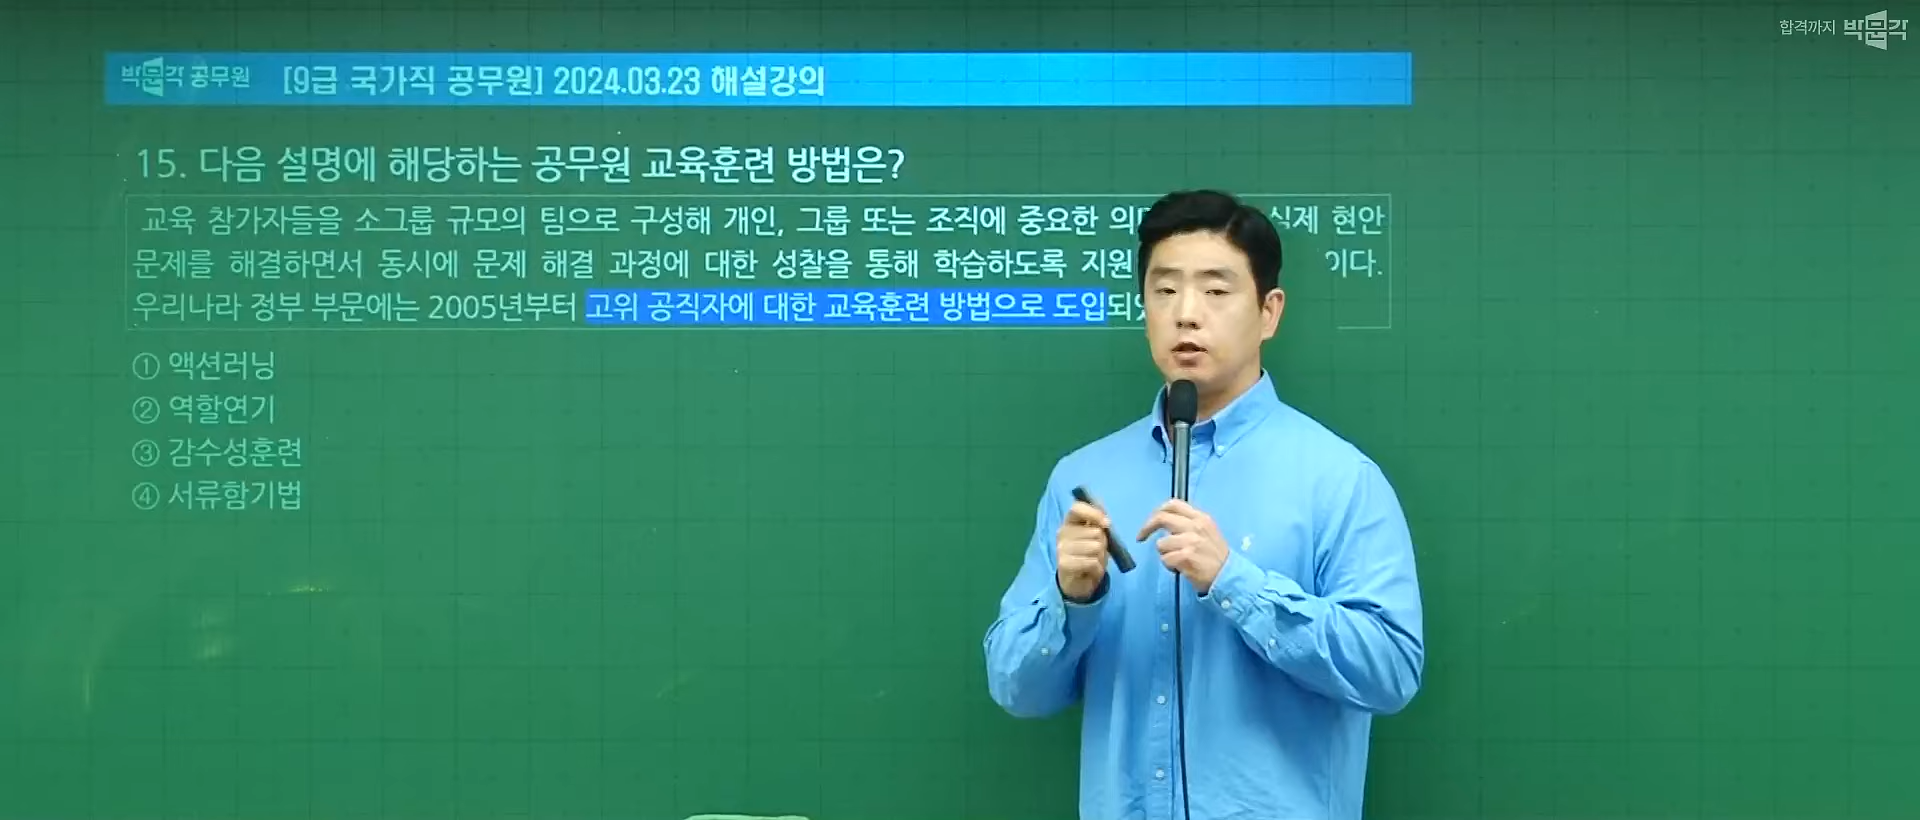 합격까지 박문각
박문각 공무원 [9급 국가직 공무원] 2024.03.23 해설강의
15. 다음 설명에 해당하는 공무원 교육훈련 방법은?
교육 참가자들을 소그룹 규모의 팀으로 구성해 개인, 그룹 또는 조직에 중요한 실제 현안
문제를 해결하면서 동시에 문제 해결 과정에 대한 성찰을 통해 학습하도록 지원 이다.
우리나라 정부 부문에는 2005년부터 고위 공직자에 대한 교육훈련 방법으로 도입되
① 액션러닝
② 역할연기
③ 감수성훈련
④ 서류함기법